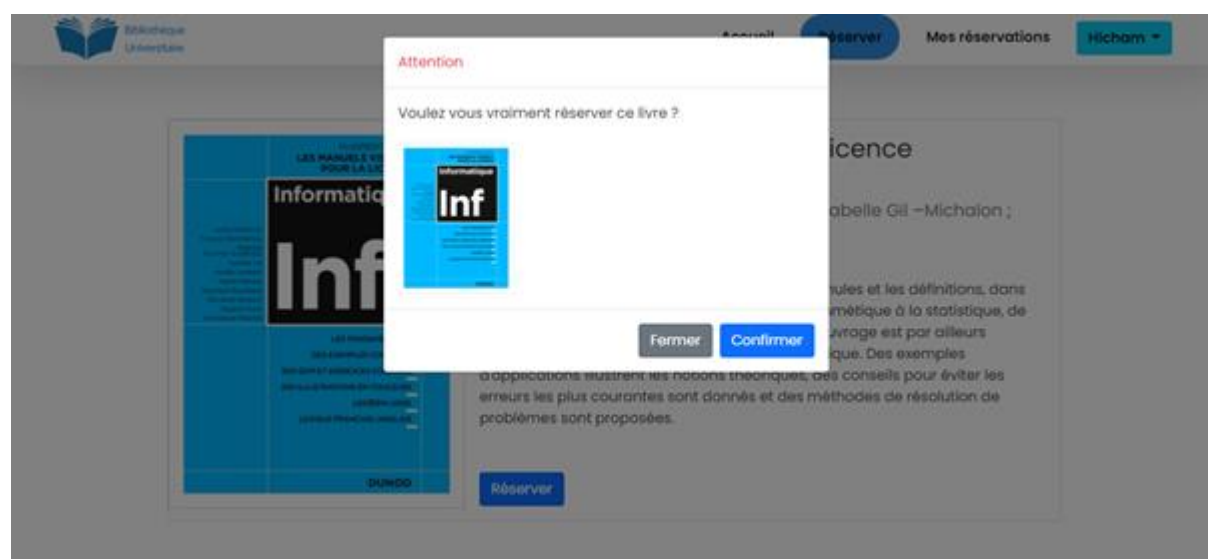 Bibliothèque
Universitaire
Accueil
Réserver
Mes réservations
Hicham
Attention
Voulez vous vraiment réserver ce livre ?
Informatique
Inf
LES MANUELS
POUR LA
Informatiq
Inf
DUNOD
icence
abelle Gil –Michalon ;
mules et les définitions, dans
métique à la statistique, de
uvrage est par ailleurs
ique. Des exemples
d'applications illustrent les notions théoriques, des conseils pour éviter les
erreurs les plus courantes sont donnés et des méthodes de résolution de
problèmes sont proposées.
Fermer
Confirmer
Réserver